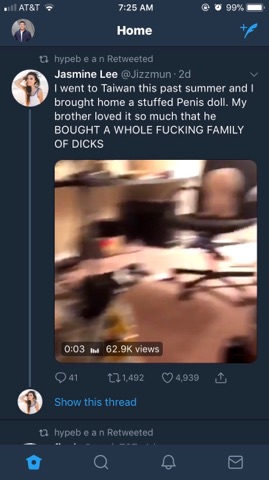 AT&T 7:25 AM 99%
Home
hypeb e a n Retweeted
Jasmine Lee @Jizzmun · 2d
I went to Taiwan this past summer and I
brought home a stuffed Penis doll. My
brother loved it so much that he
BOUGHT A WHOLE FUCKING FAMILY
OF DICKS
0:03 62.9K views
41 1,492 4,939
Show this thread
hypeb e a n Retweeted